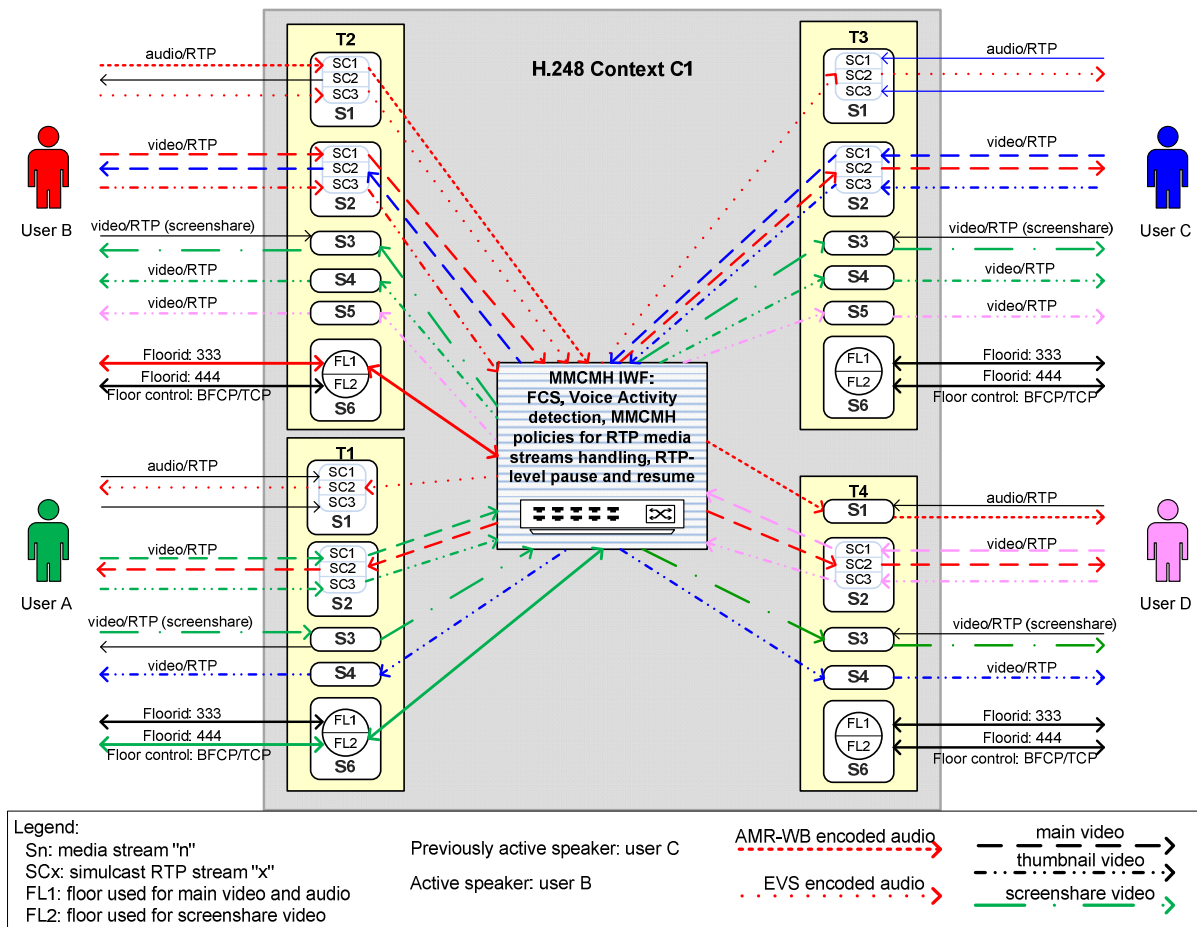 H.248 Context C1
T2
audio/RTP
SC1
SC2
SC3
S1
video/RTP
SC1
SC2
SC3
S2
User B
video/RTP (screenshare)
S3
video/RTP
S4
video/RTP
S5
Floorid: 333
Floorid: 444
Floor control: BFCP/TCP
FL1
FL2
S6
T3
audio/RTP
SC1
SC2
SC3
S1
video/RTP
SC1
SC2
SC3
S2
User C
video/RTP (screenshare)
S3
video/RTP
S4
video/RTP
S5
Floorid: 333
Floorid: 444
Floor control: BFCP/TCP
FL1
FL2
S6
MMCMH IWF:
FCS, Voice Activity
detection, MMCMH
policies for RTP media
streams handling, RTP-
level pause and resume
T1
audio/RTP
SC1
SC2
SC3
S1
video/RTP
SC1
SC2
SC3
S2
User A
video/RTP (screenshare)
S3
video/RTP
S4
Floorid: 333
Floorid: 444
Floor control: BFCP/TCP
FL1
FL2
S6
T4
audio/RTP
S1
video/RTP
SC1
SC2
SC3
S2
User D
video/RTP (screenshare)
S3
video/RTP
S4
Floorid: 333
Floorid: 444
Floor control: BFCP/TCP
FL1
FL2
S6
Legend:
Sn: media stream "n"
SCx: simulcast RTP stream "x"
FL1: floor used for main video and audio
FL2: floor used for screenshare video
Previously active speaker: user C
Active speaker: user B
AMR-WB encoded audio
EVS encoded audio
main video
thumbnail video
screenshare video